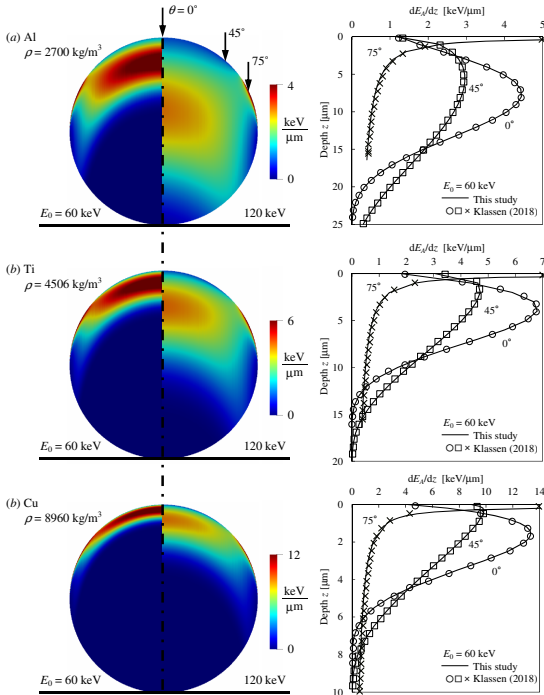 θ = 0°
(a) Al
ρ = 2700 kg/m³
45°
75°
4
keV
μm
0
E₀ = 60 keV
120 keV
dE_A/dz [keV/μm]
0 1 2 3 4 5
0
5
10
15
20
25
Depth z [μm]
75°
45°
0°
E₀ = 60 keV
This study
Klassen (2018)
(b) Ti
ρ = 4506 kg/m³
6
keV
μm
0
E₀ = 60 keV
120 keV
dE_A/dz [keV/μm]
0 1 2 3 4 5 6 7
0
5
10
15
20
Depth z [μm]
75°
45°
0°
E₀ = 60 keV
This study
Klassen (2018)
(b) Cu
ρ = 8960 kg/m³
12
keV
μm
0
E₀ = 60 keV
120 keV
dE_A/dz [keV/μm]
0 2 4 6 8 10 12 14
0
2
4
6
8
10
Depth z [μm]
75°
45°
0°
E₀ = 60 keV
This study
Klassen (2018)